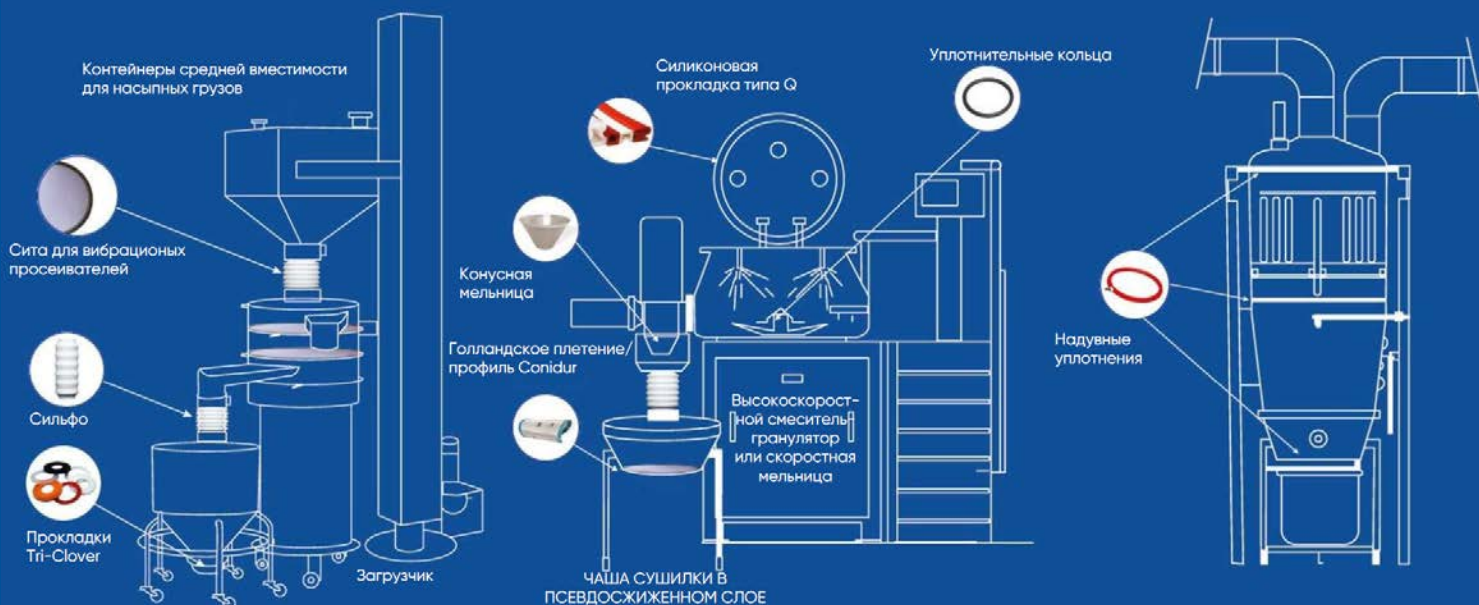 Контейнеры средней вместимости
для насыпных грузов
Сита для вибрационых
просеивателей
Сильфо
Прокладки
Tri-Clover
Загрузчик
Силиконовая
прокладка типа Q
Уплотнительные кольца
Конусная
мельница
Голландское плетение/
профиль Conidur
Высокоскорост-
ной смеситель-
гранулятор
или скоростная
мельница
ЧАША СУШИЛКИ В
ПСЕВДОСЖИЖЕННОМ СЛОЕ
Надувные
уплотнения